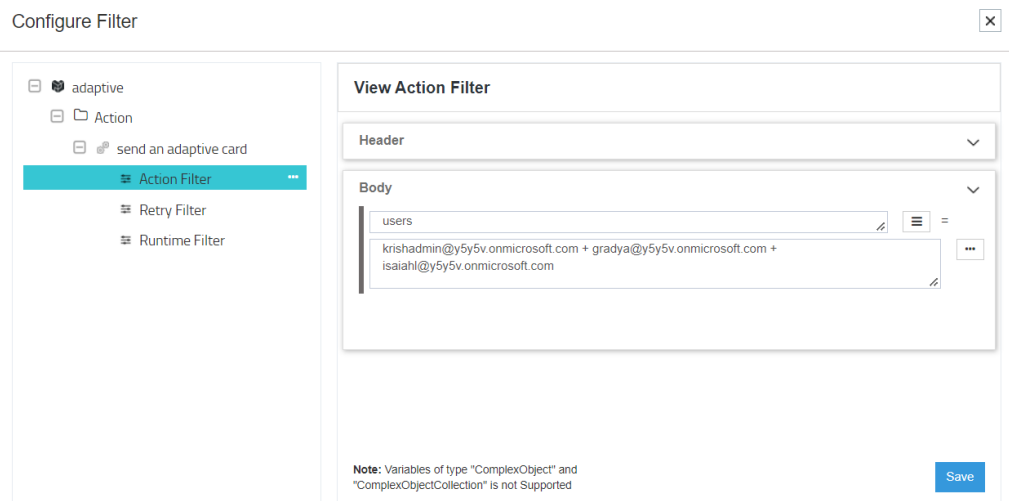 Configure Filter
adaptive
Action
send an adaptive card
Action Filter
Retry Filter
Runtime Filter
View Action Filter
Header
Body
users
=
krishadmin@y5y5v.onmicrosoft.com + gradya@y5y5v.onmicrosoft.com +
isaiahl@y5y5v.onmicrosoft.com
Note: Variables of type "ComplexObject" and
"ComplexObjectCollection" is not Supported
Save